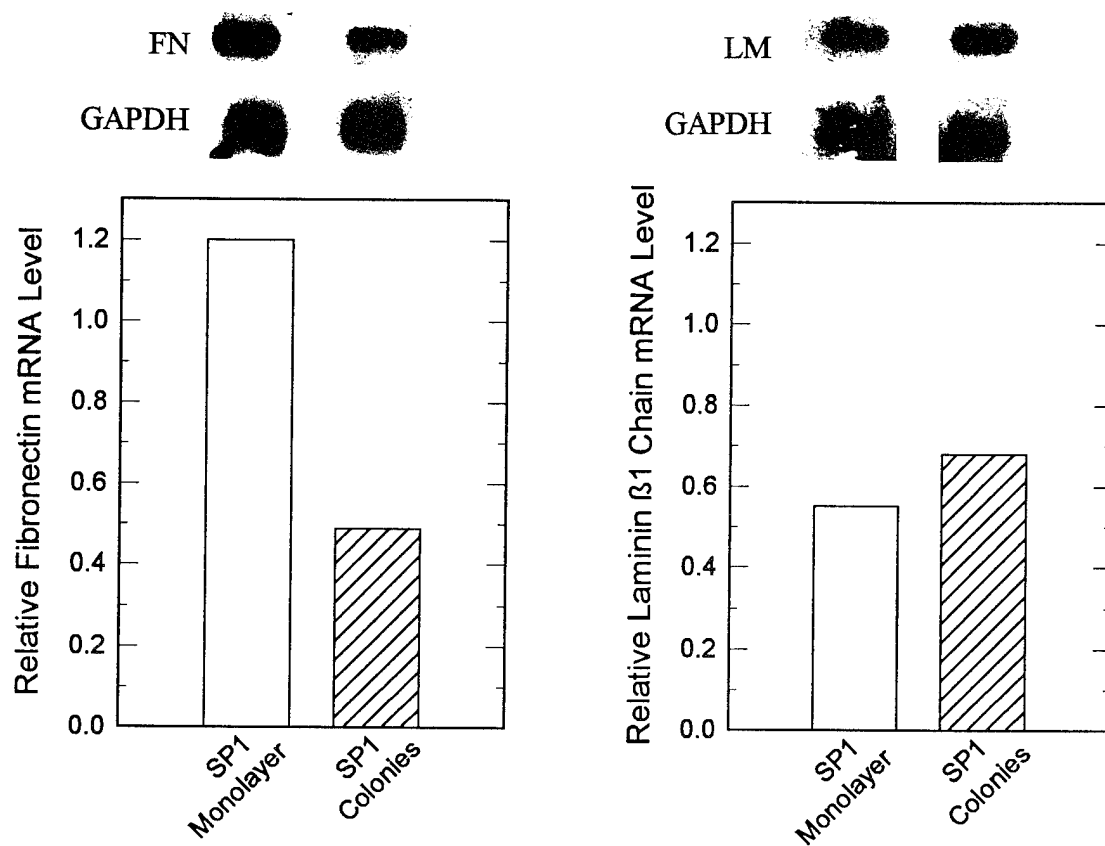 FN
GAPDH
Relative Fibronectin mRNA Level
1.2
1.0
0.8
0.6
0.4
0.2
0.0
SP1
Monolayer
SP1
Colonies
LM
GAPDH
Relative Laminin ß1 Chain mRNA Level
1.2
1.0
0.8
0.6
0.4
0.2
0.0
SP1
Monolayer
SP1
Colonies